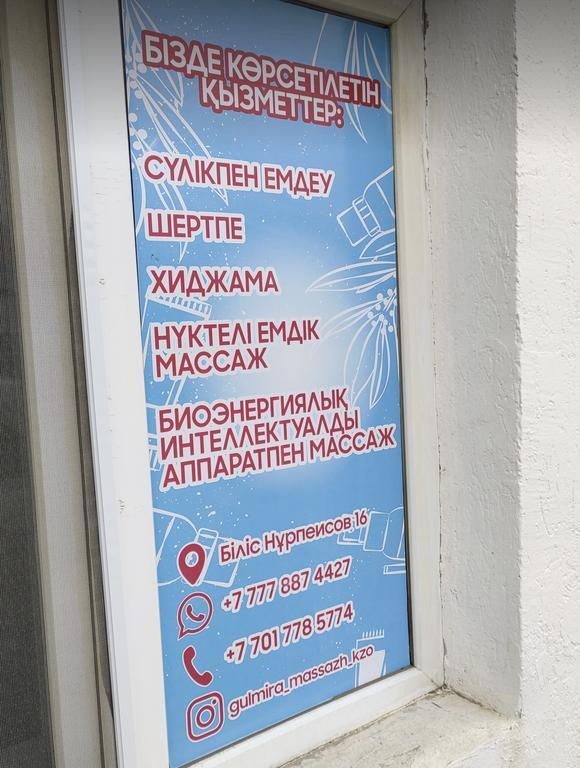 БІЗДЕ КӨРСЕТІЛЕТІН
ҚЫЗМЕТТЕР:
СҮЛІКПЕН ЕМДЕУ
ШЕРТПЕ
ХИДЖАМА
НҮКТЕЛІ ЕМДІК
МАССАЖ
БИОЭНЕРГИЯЛЫҚ
ИНТЕЛЛЕКТУАЛДЫ
АППАРАТПЕН МАССАЖ
Біліс Нұрпеисов 16
+7 777 887 4427
+7 701 778 5774
gulmira_massazh_kzo